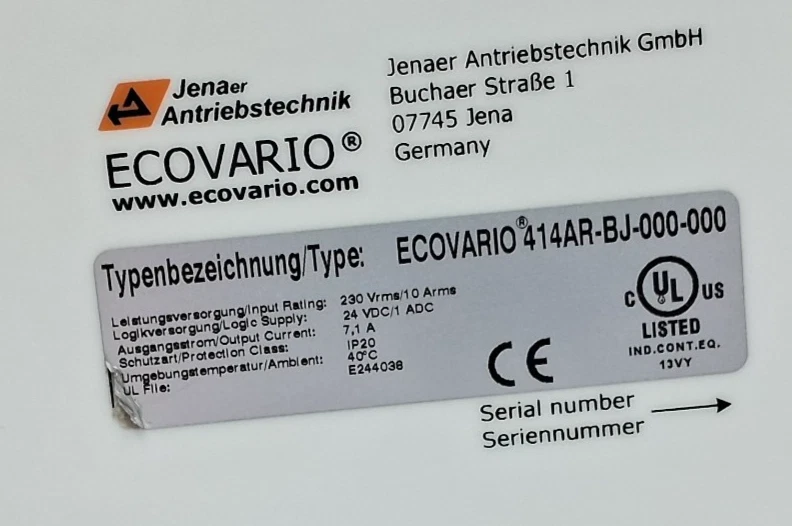 Jenaer
Antriebstechnik
ECOVARIO®
www.ecovario.com
Jenaer Antriebstechnik GmbH
Buchaer Straße 1
07745 Jena
Germany
Typenbezeichnung/Type: ECOVARIO®414AR-BJ-000-000
Leistungsversorgung/Input Rating: 230 Vrms/10 Arms
Logikversorgung/Logic Supply: 24 VDC/1 ADC
Ausgangsstrom/Output Current: 7,1 A
Schutzart/Protection Class: IP20
Umgebungstemperatur/Ambient: 40°C
UL File: E244038
CE
C UL US
LISTED
IND.CONT.EQ.
13VY
Serial number
Seriennummer